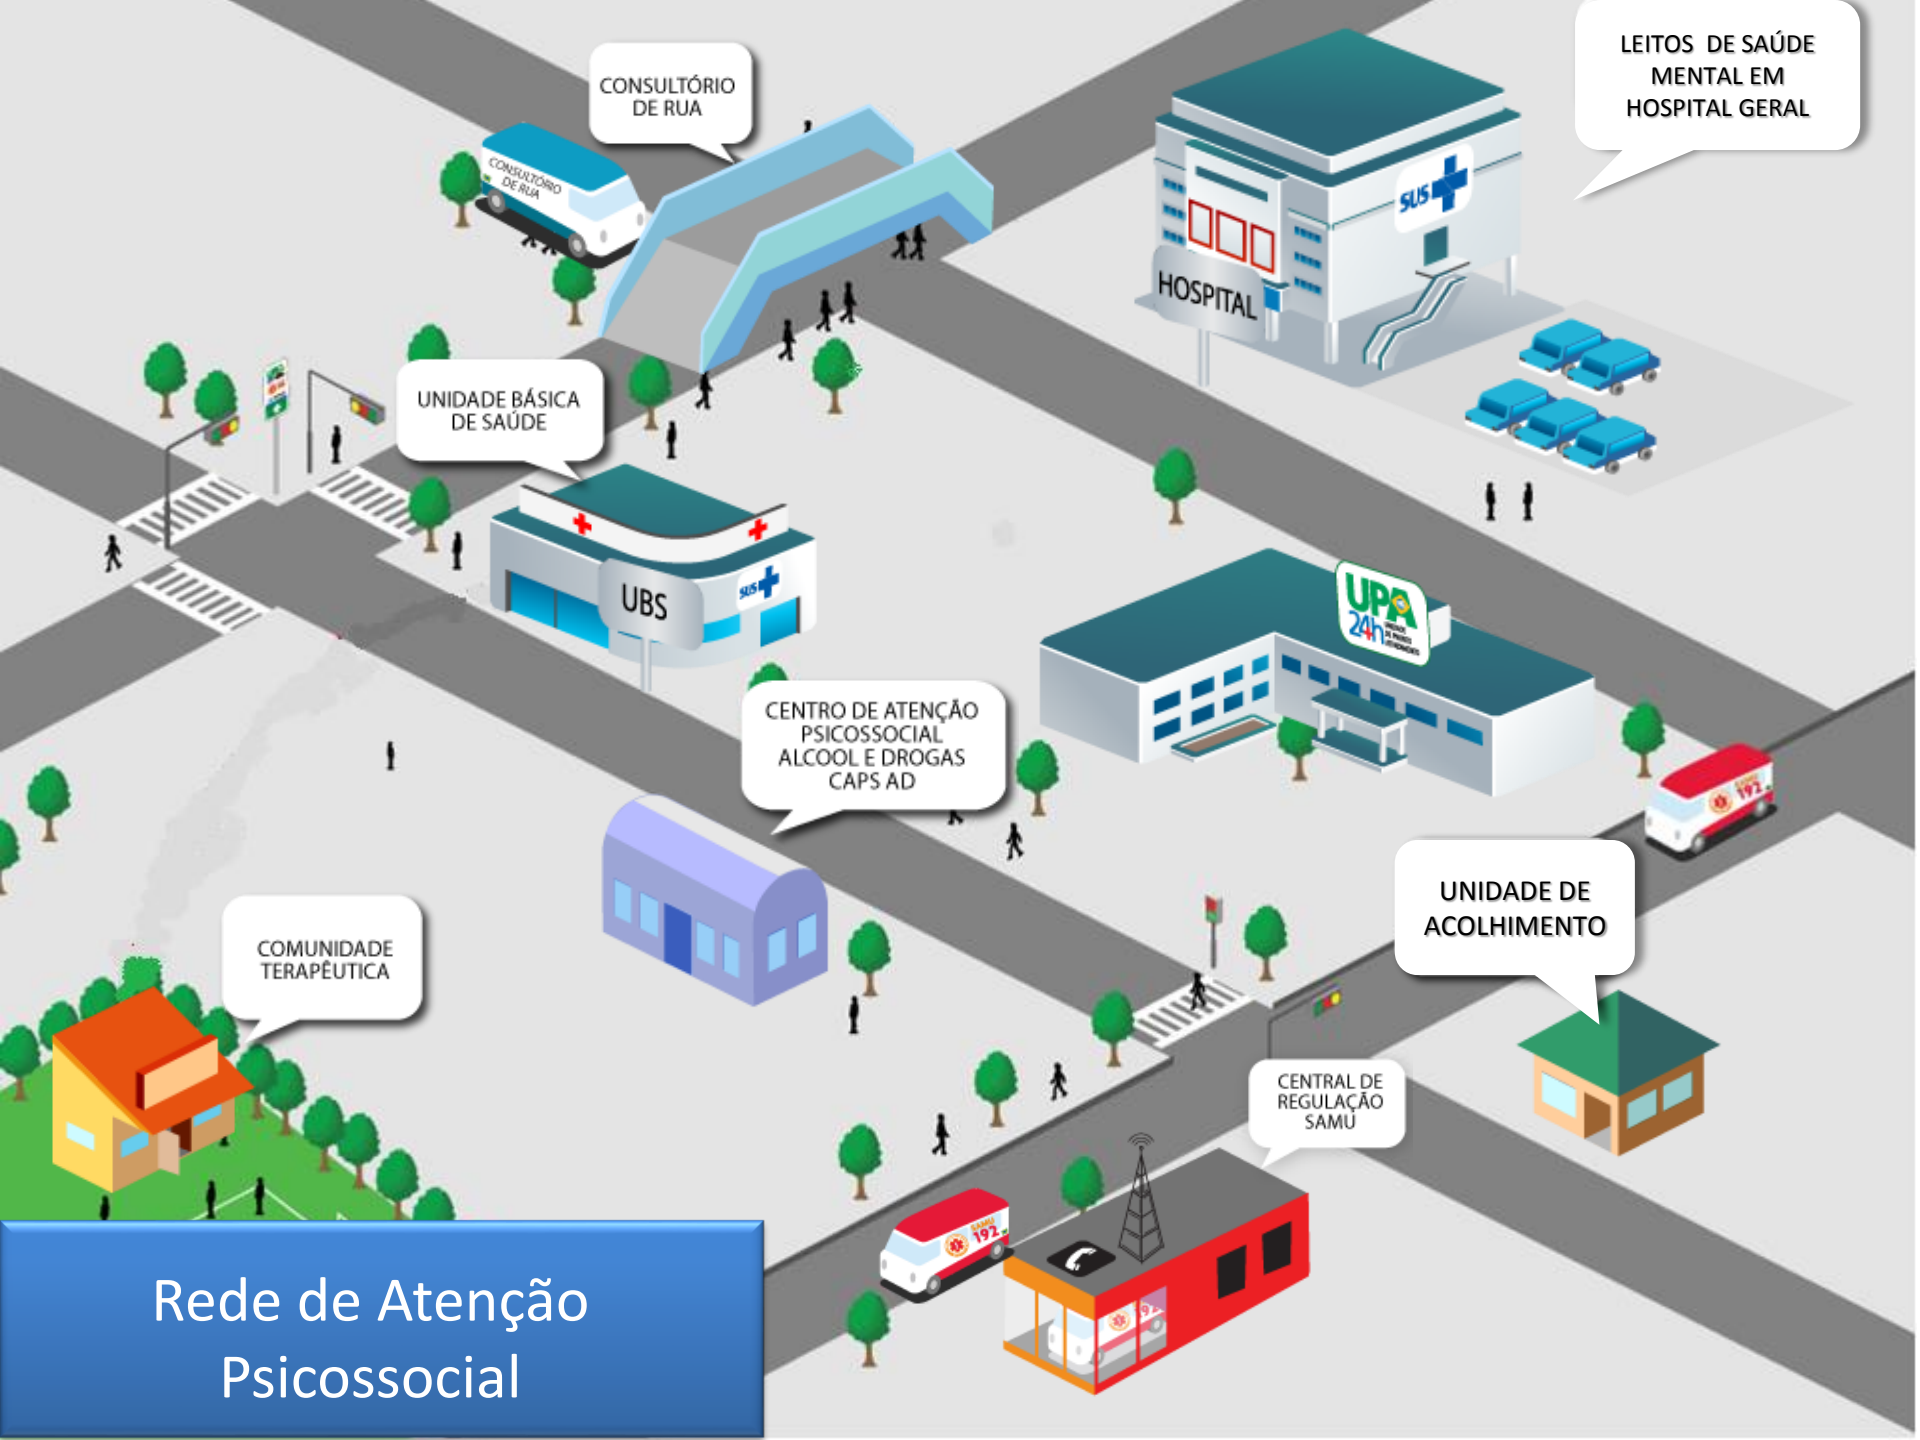 LEITOS DE SAÚDE
MENTAL EM
HOSPITAL GERAL
CONSULTÓRIO
DE RUA
CONSULTÓRIO
DE RUA
SUS
HOSPITAL
UNIDADE BÁSICA
DE SAÚDE
UBS
SUS
UPA
24h
CENTRO DE ATENÇÃO
PSICOSSOCIAL
ALCOOL E DROGAS
CAPS AD
SAMU
192
UNIDADE DE
ACOLHIMENTO
COMUNIDADE
TERAPÊUTICA
CENTRAL DE
REGULAÇÃO
SAMU
SAMU
192
192
Rede de Atenção
Psicossocial